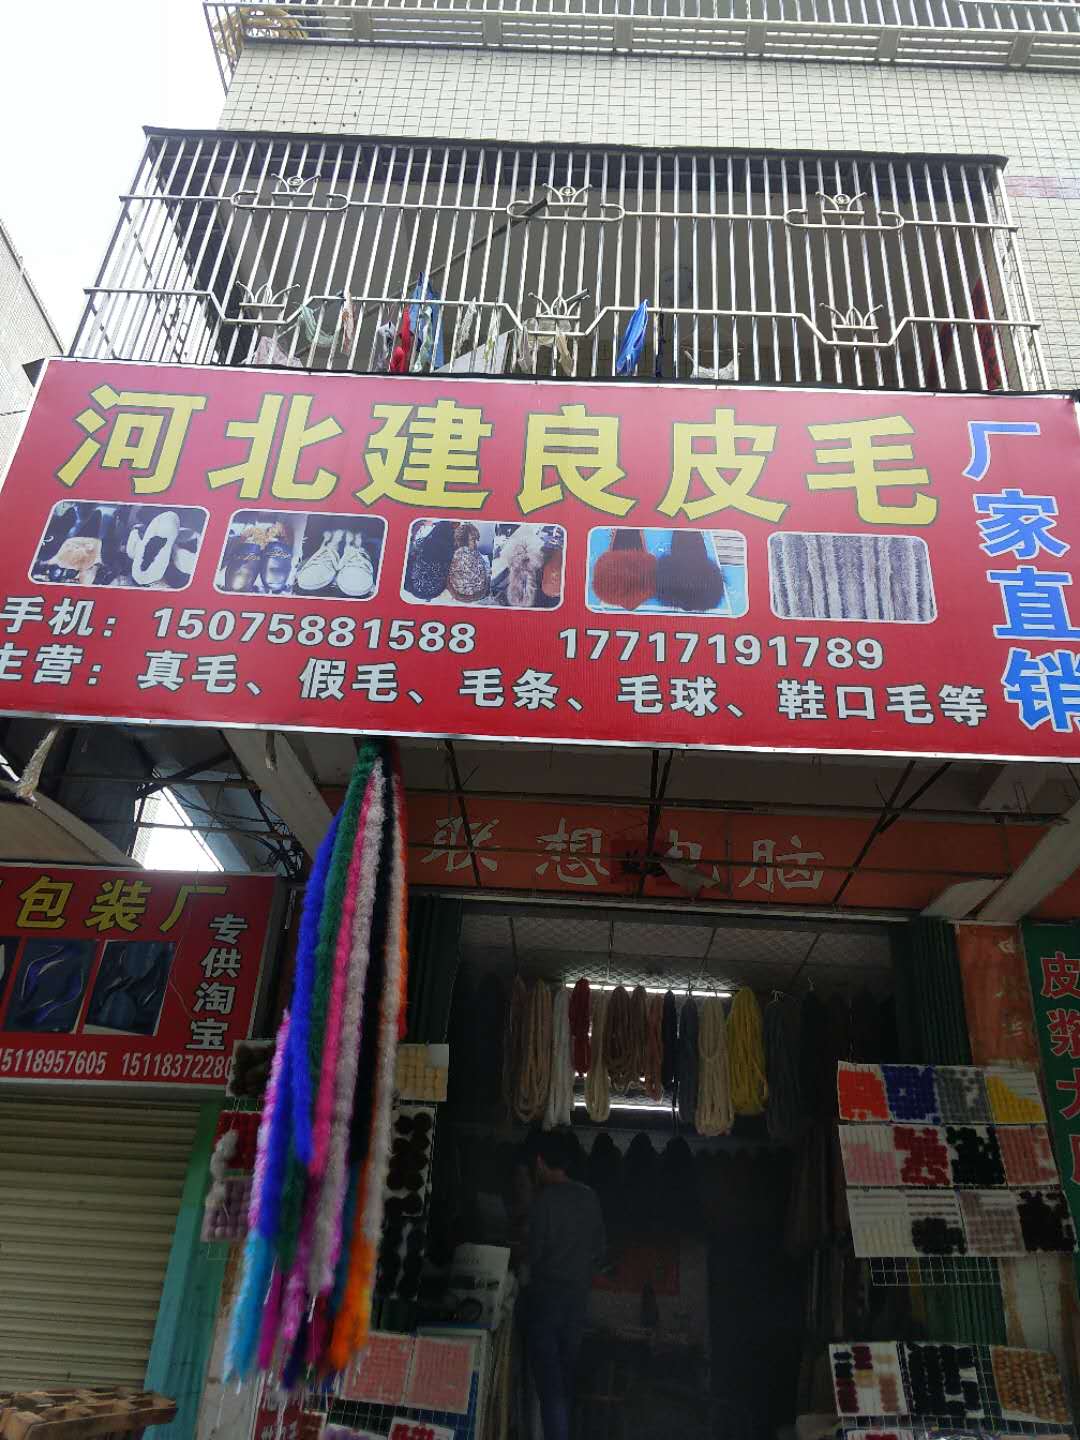 河北建良皮毛
厂家直销
手机：15075881588 17717191789
主营：真毛、假毛、毛条、毛球、鞋口毛等
联想电脑
包装厂
专供淘宝
15118957605 1511837228
皮浆